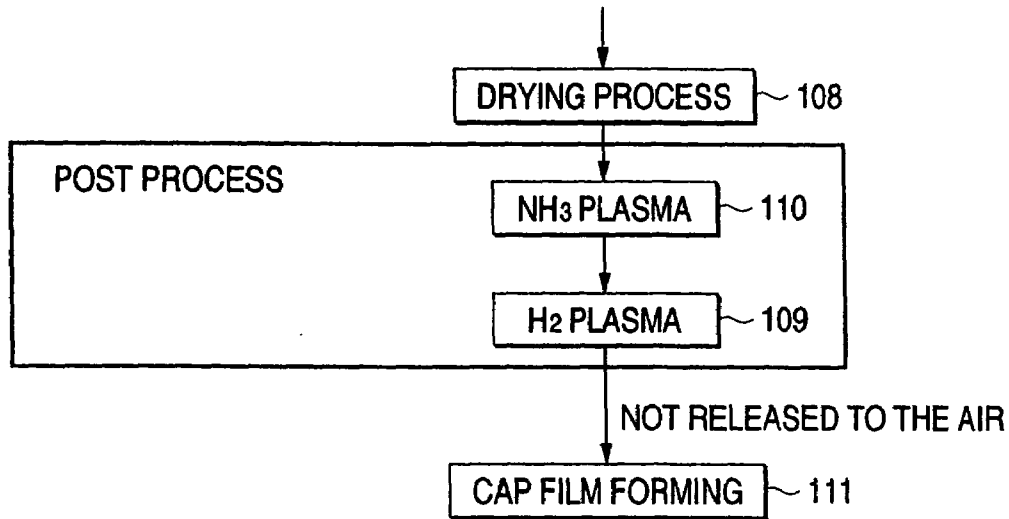 DRYING PROCESS 108
POST PROCESS
NH3 PLASMA 110
H2 PLASMA 109
NOT RELEASED TO THE AIR
CAP FILM FORMING 111